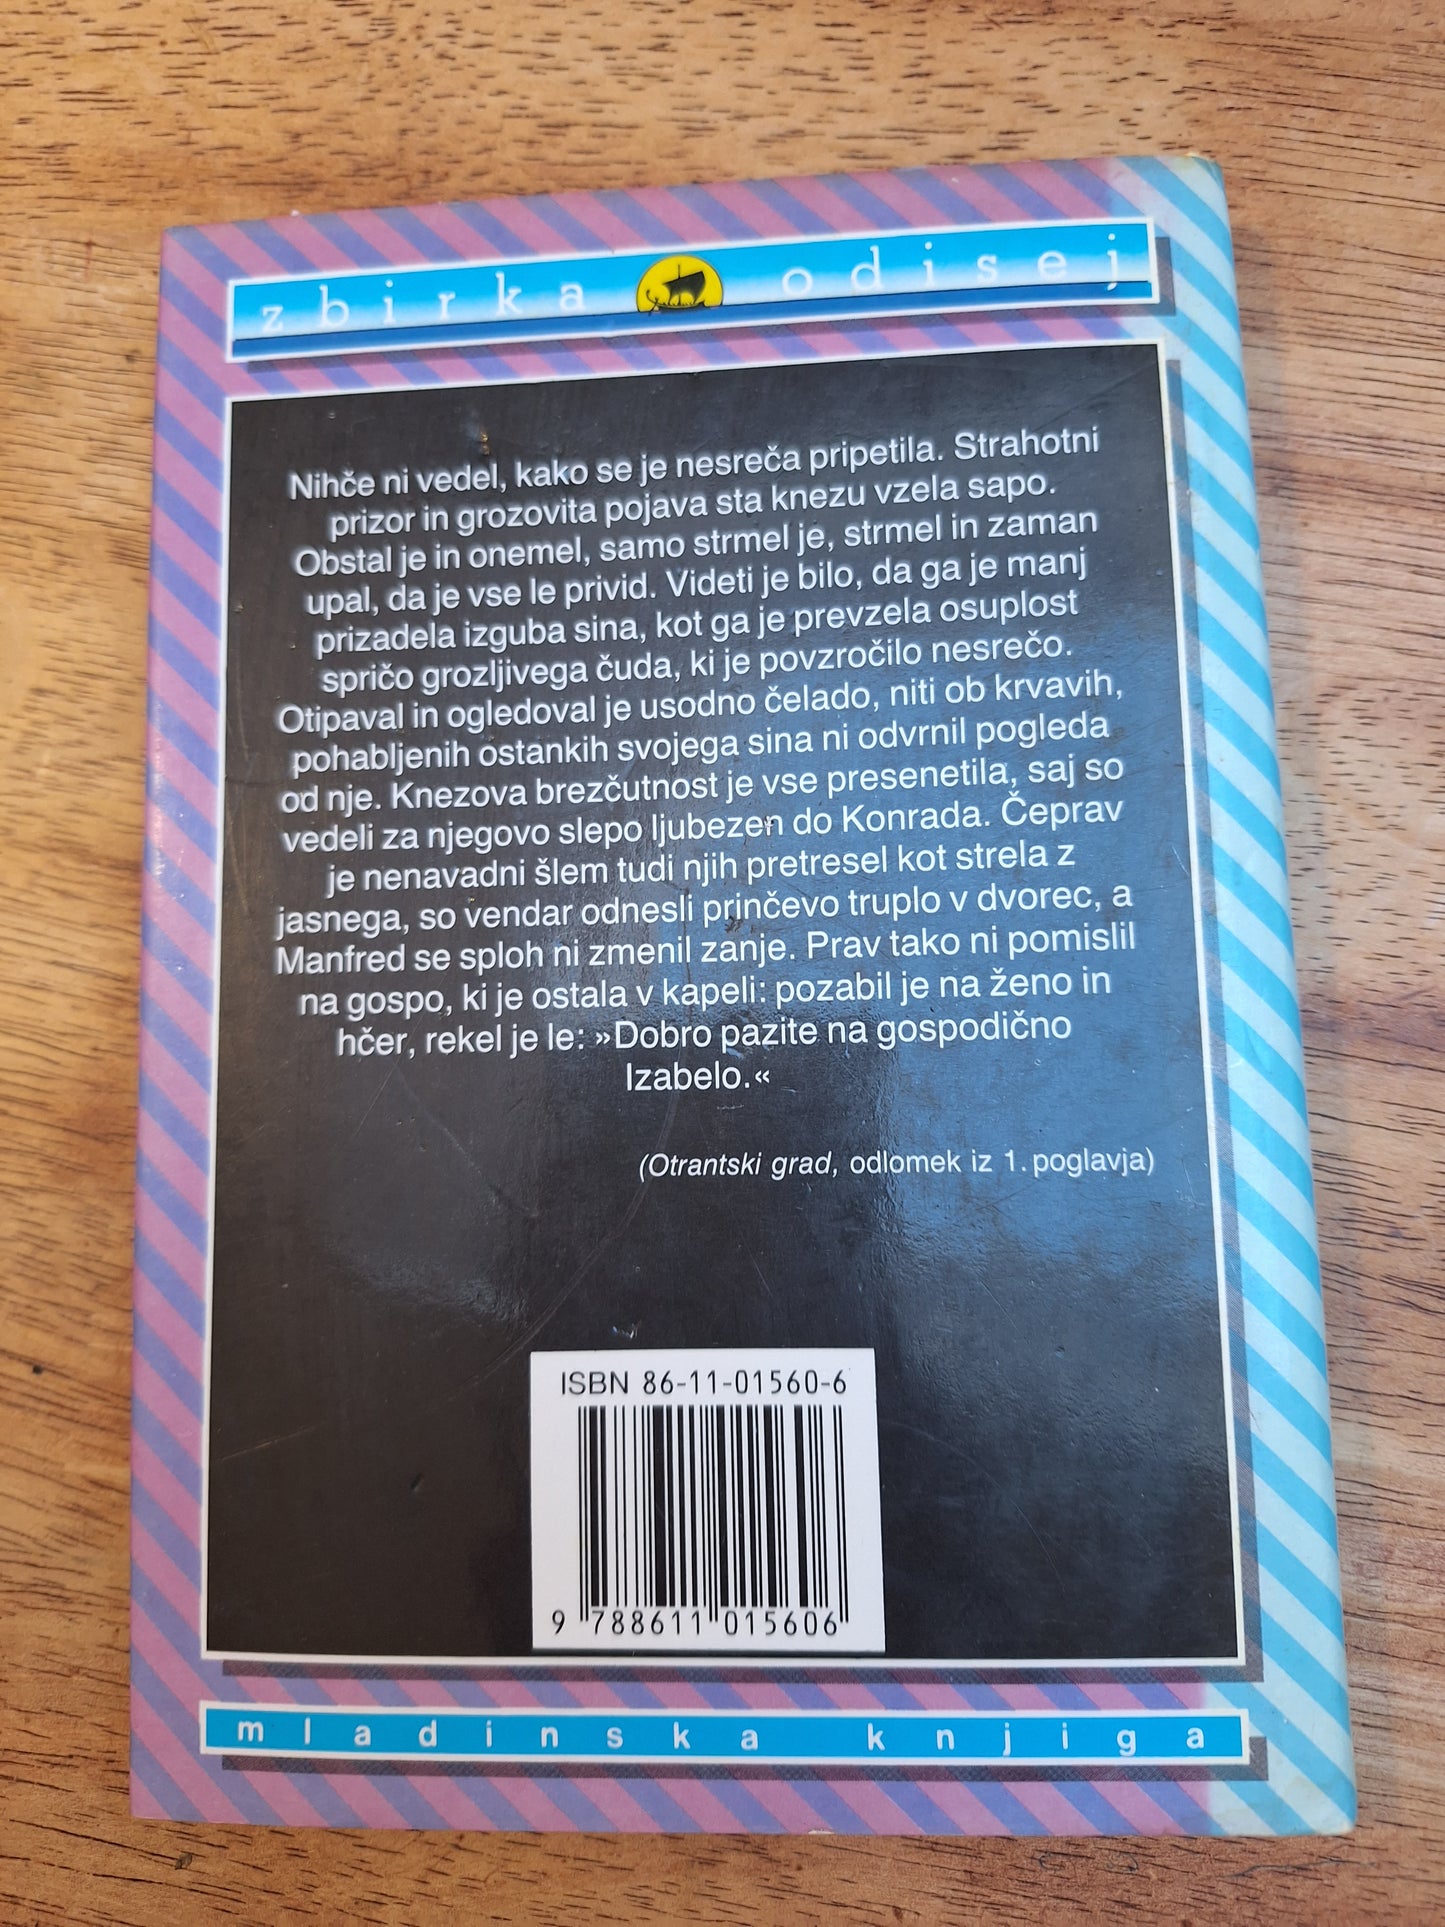 zbirka odisej
Nihče ni vedel, kako se je nesreča pripetila. Strahotni
prizor in grozovita pojava sta knezu vzela sapo.
Obstal je in onemel, samo strmel je, strmel in zaman
upal, da je vse le privid. Videti je bilo, da ga je manj
prizadela izguba sina, kot ga je prevzela osuplost
spričo grozljivega čuda, ki je povzročilo nesrečo.
Otipaval in ogledoval je usodno čelado, niti ob krvavih,
pohabljenih ostankih svojega sina ni odvrnil pogleda
od nje. Knezova brezčutnost je vse presenetila, saj so
vedeli za njegovo slepo ljubezen do Konrada. Čeprav
je nenavadni šlem tudi njih pretresel kot strela z
jasnega, so vendar odnesli prinčevo truplo v dvorec, a
Manfred se sploh ni zmenil zanje. Prav tako ni pomislil
na gospo, ki je ostala v kapeli: pozabil je na ženo in
hčer, rekel je le: »Dobro pazite na gospodično
Izabelo.«
(Otrantski grad, odlomek iz 1. poglavja)
ISBN 86-11-01560-6
9 788611 015606
mladinska knjiga